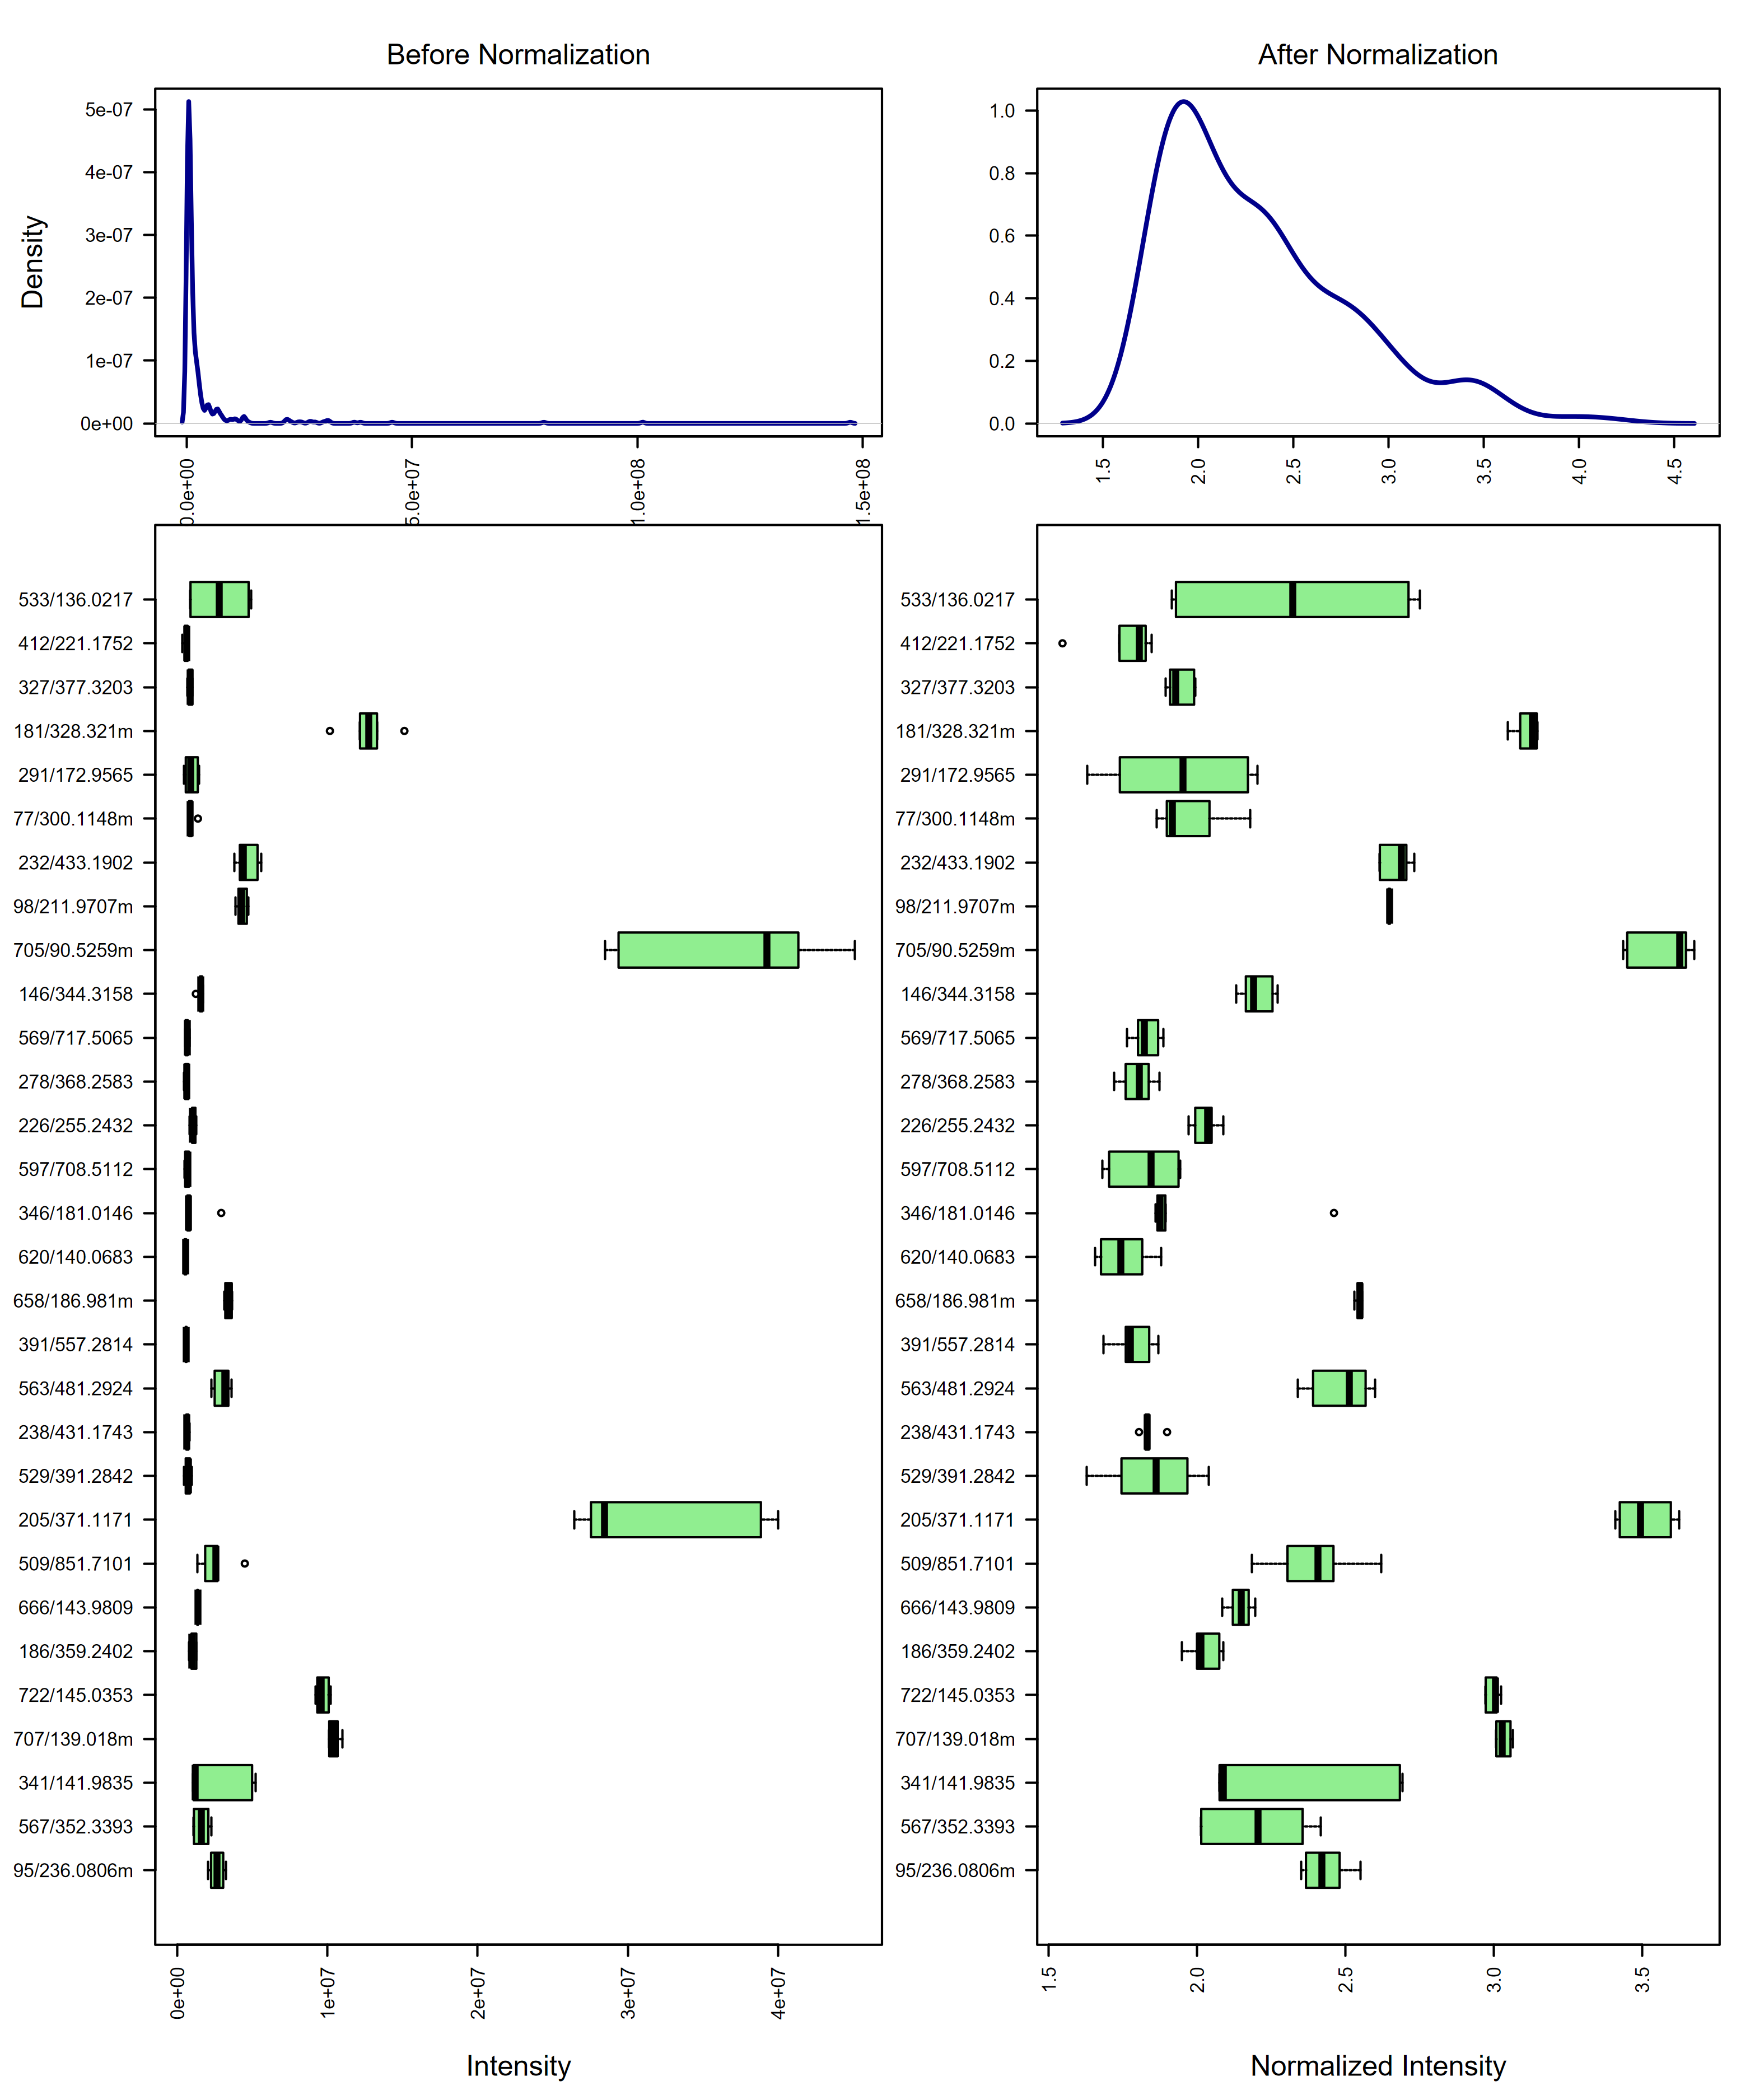 Before Normalization
After Normalization
Density
5e-07
4e-07
3e-07
2e-07
1e-07
0e+00
0.0e+00
5.0e+07
1.0e+08
1.5e+08
1.0
0.8
0.6
0.4
0.2
0.0
1.5
2.0
2.5
3.0
3.5
4.0
4.5
533/136.0217
412/221.1752
327/377.3203
181/328.321m
291/172.9565
77/300.1148m
232/433.1902
98/211.9707m
705/90.5259m
146/344.3158
569/717.5065
278/368.2583
226/255.2432
597/708.5112
346/181.0146
620/140.0683
658/186.981m
391/557.2814
563/481.2924
238/431.1743
529/391.2842
205/371.1171
509/851.7101
666/143.9809
186/359.2402
722/145.0353
707/139.018m
341/141.9835
567/352.3393
95/236.0806m
0e+00
1e+07
2e+07
3e+07
4e+07
Intensity
533/136.0217
412/221.1752
327/377.3203
181/328.321m
291/172.9565
77/300.1148m
232/433.1902
98/211.9707m
705/90.5259m
146/344.3158
569/717.5065
278/368.2583
226/255.2432
597/708.5112
346/181.0146
620/140.0683
658/186.981m
391/557.2814
563/481.2924
238/431.1743
529/391.2842
205/371.1171
509/851.7101
666/143.9809
186/359.2402
722/145.0353
707/139.018m
341/141.9835
567/352.3393
95/236.0806m
1.5
2.0
2.5
3.0
3.5
Normalized Intensity